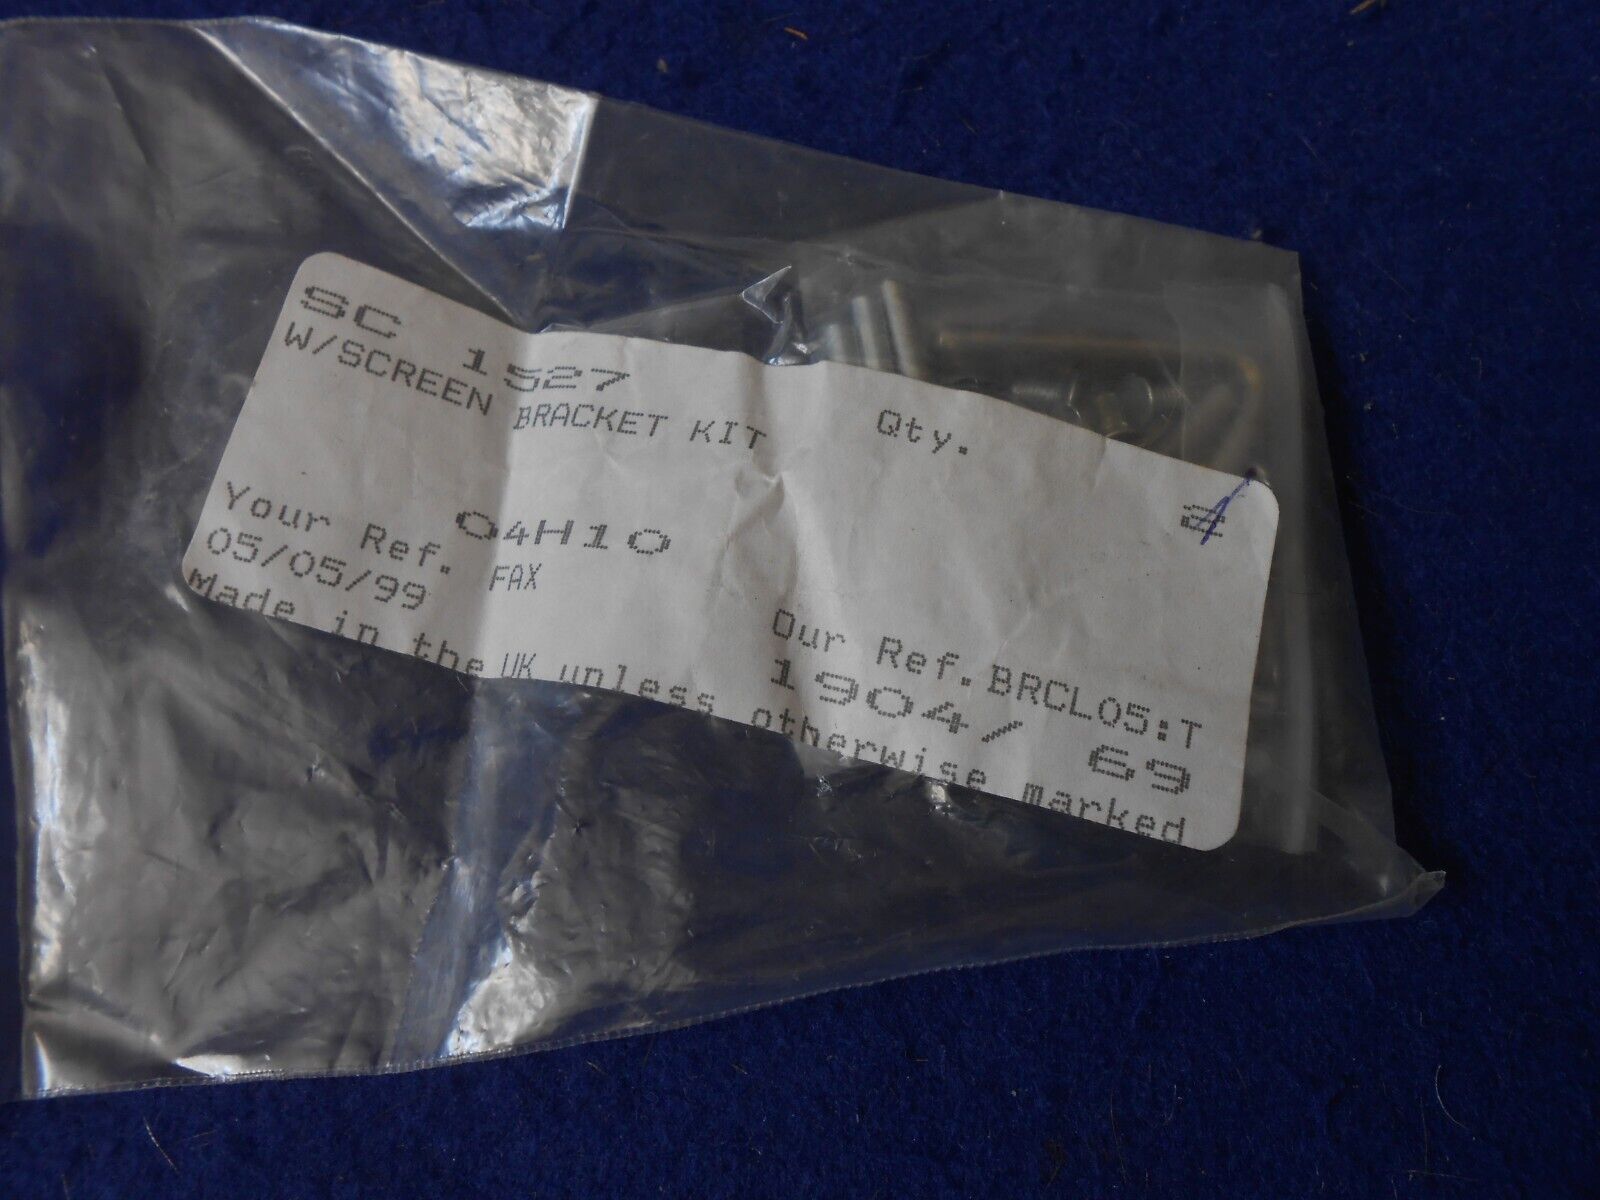 SC 1527
W/SCREEN BRACKET KIT
Qty.
Your Ref. 04H10
05/05/99 FAX
Our Ref. BRCL05:T
1904/ 69
Made in the UK unless otherwise marked